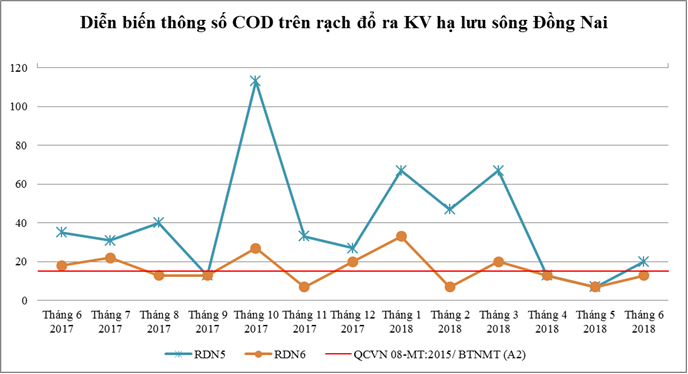 Diễn biến thông số COD trên rạch đổ ra KV hạ lưu sông Đồng Nai
120
100
80
60
40
20
0
Tháng 6 Tháng 7 Tháng 8 Tháng 9 Tháng 10 Tháng 11 Tháng 12 Tháng 1 Tháng 2 Tháng 3 Tháng 4 Tháng 5 Tháng 6
2017 2017 2017 2017 2017 2017 2017 2018 2018 2018 2018 2018 2018
RDN5 RDN6 QCVN 08-MT:2015/ BTNMT (A2)